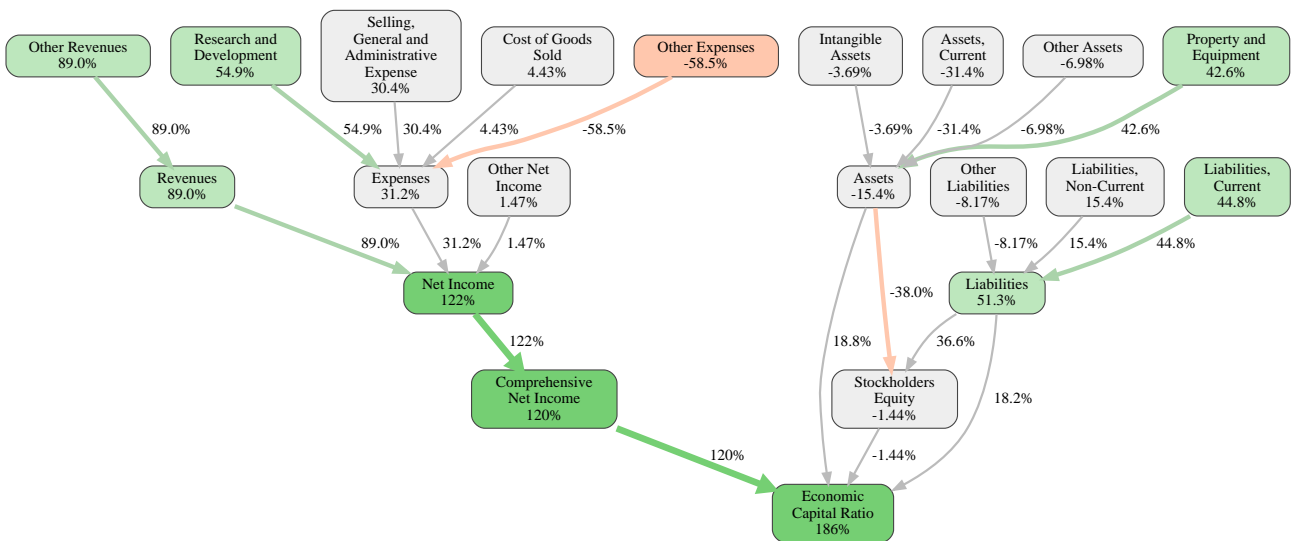 Other Revenues
89.0%
Research and
Development
54.9%
Selling,
General and
Administrative
Expense
30.4%
Cost of Goods
Sold
4.43%
Other Expenses
-58.5%
Intangible
Assets
-3.69%
Assets,
Current
-31.4%
Other Assets
-6.98%
Property and
Equipment
42.6%
89.0%
54.9%
30.4%
4.43%
-58.5%
-3.69%
-31.4%
-6.98%
42.6%
Revenues
89.0%
Expenses
31.2%
Other Net
Income
1.47%
Assets
-15.4%
Other
Liabilities
-8.17%
Liabilities,
Non-Current
15.4%
Liabilities,
Current
44.8%
89.0%
31.2%
1.47%
-8.17%
15.4%
44.8%
Net Income
122%
-38.0%
Liabilities
51.3%
122%
18.8%
36.6%
Comprehensive
Net Income
120%
Stockholders
Equity
-1.44%
18.2%
120%
-1.44%
Economic
Capital Ratio
186%